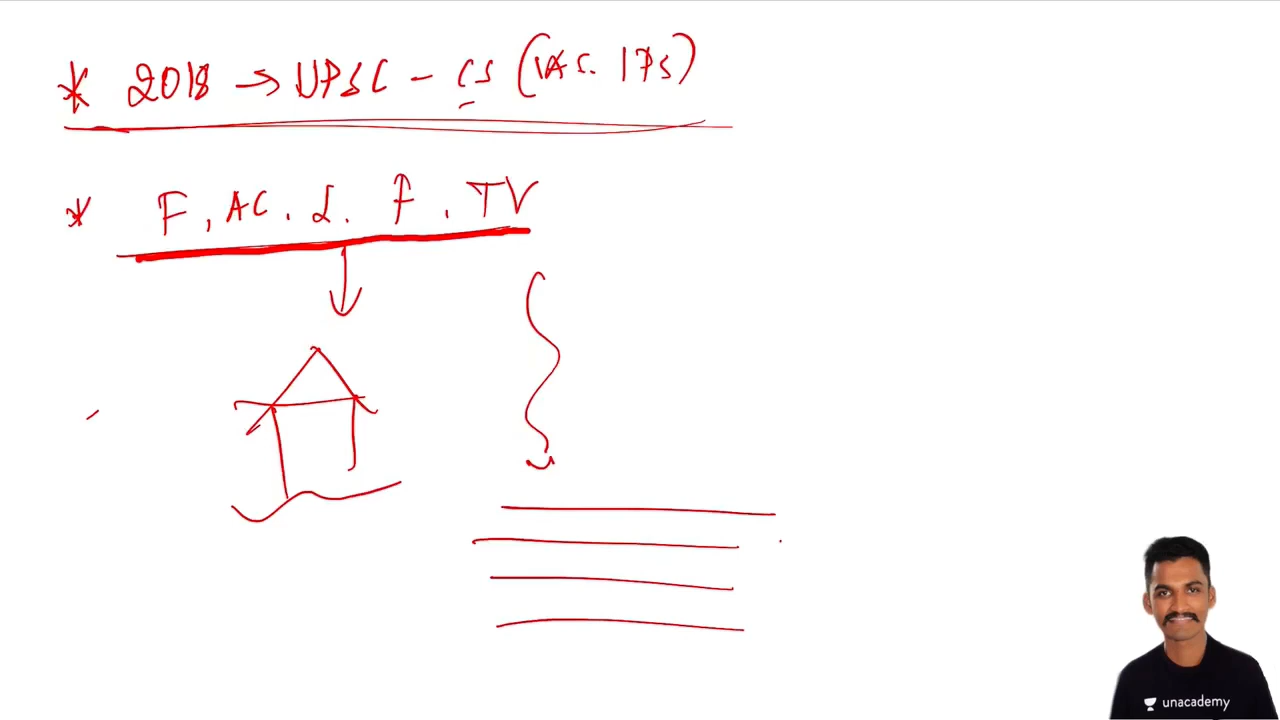 * 2018 → UPSC - CS (IAS. IPS)
* F, AC. L. F. TV
unacademy